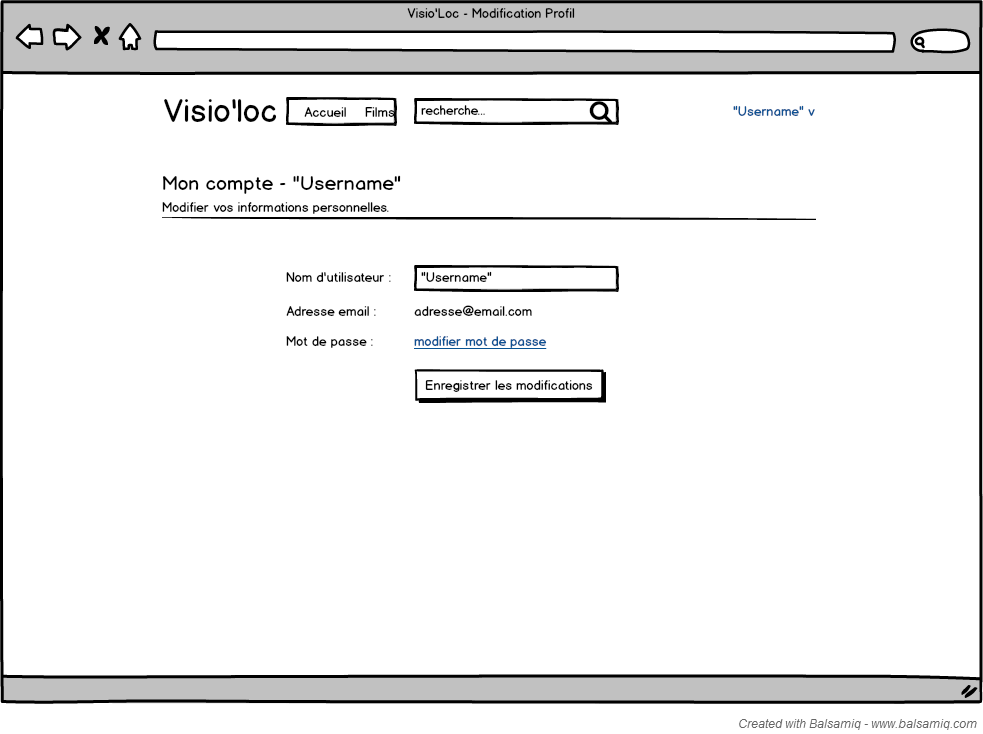 Visio'Loc - Modification Profil
Visio'loc Accueil Films recherche... "Username" v
Mon compte - "Username"
Modifier vos informations personnelles.
Nom d'utilisateur : "Username"
Adresse email : adresse@email.com
Mot de passe : modifier mot de passe
Enregistrer les modifications
Created with Balsamiq - www.balsamiq.com